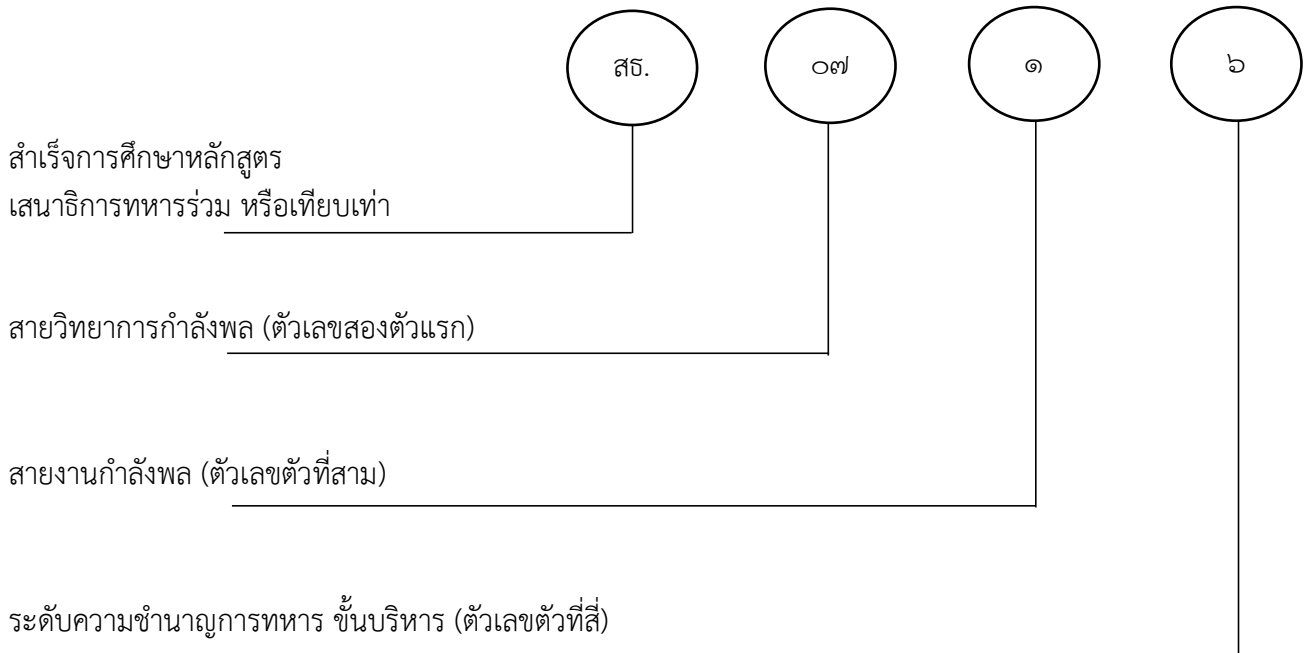 สธ. ๐๗ ๑ ๖
สำเร็จการศึกษาหลักสูตร
เสนาธิการทหารร่วม หรือเทียบเท่า
สายวิทยาการกำลังพล (ตัวเลขสองตัวแรก)
สายงานกำลังพล (ตัวเลขตัวที่สาม)
ระดับความชำนาญการทหาร ขั้นบริหาร (ตัวเลขตัวที่สี่)